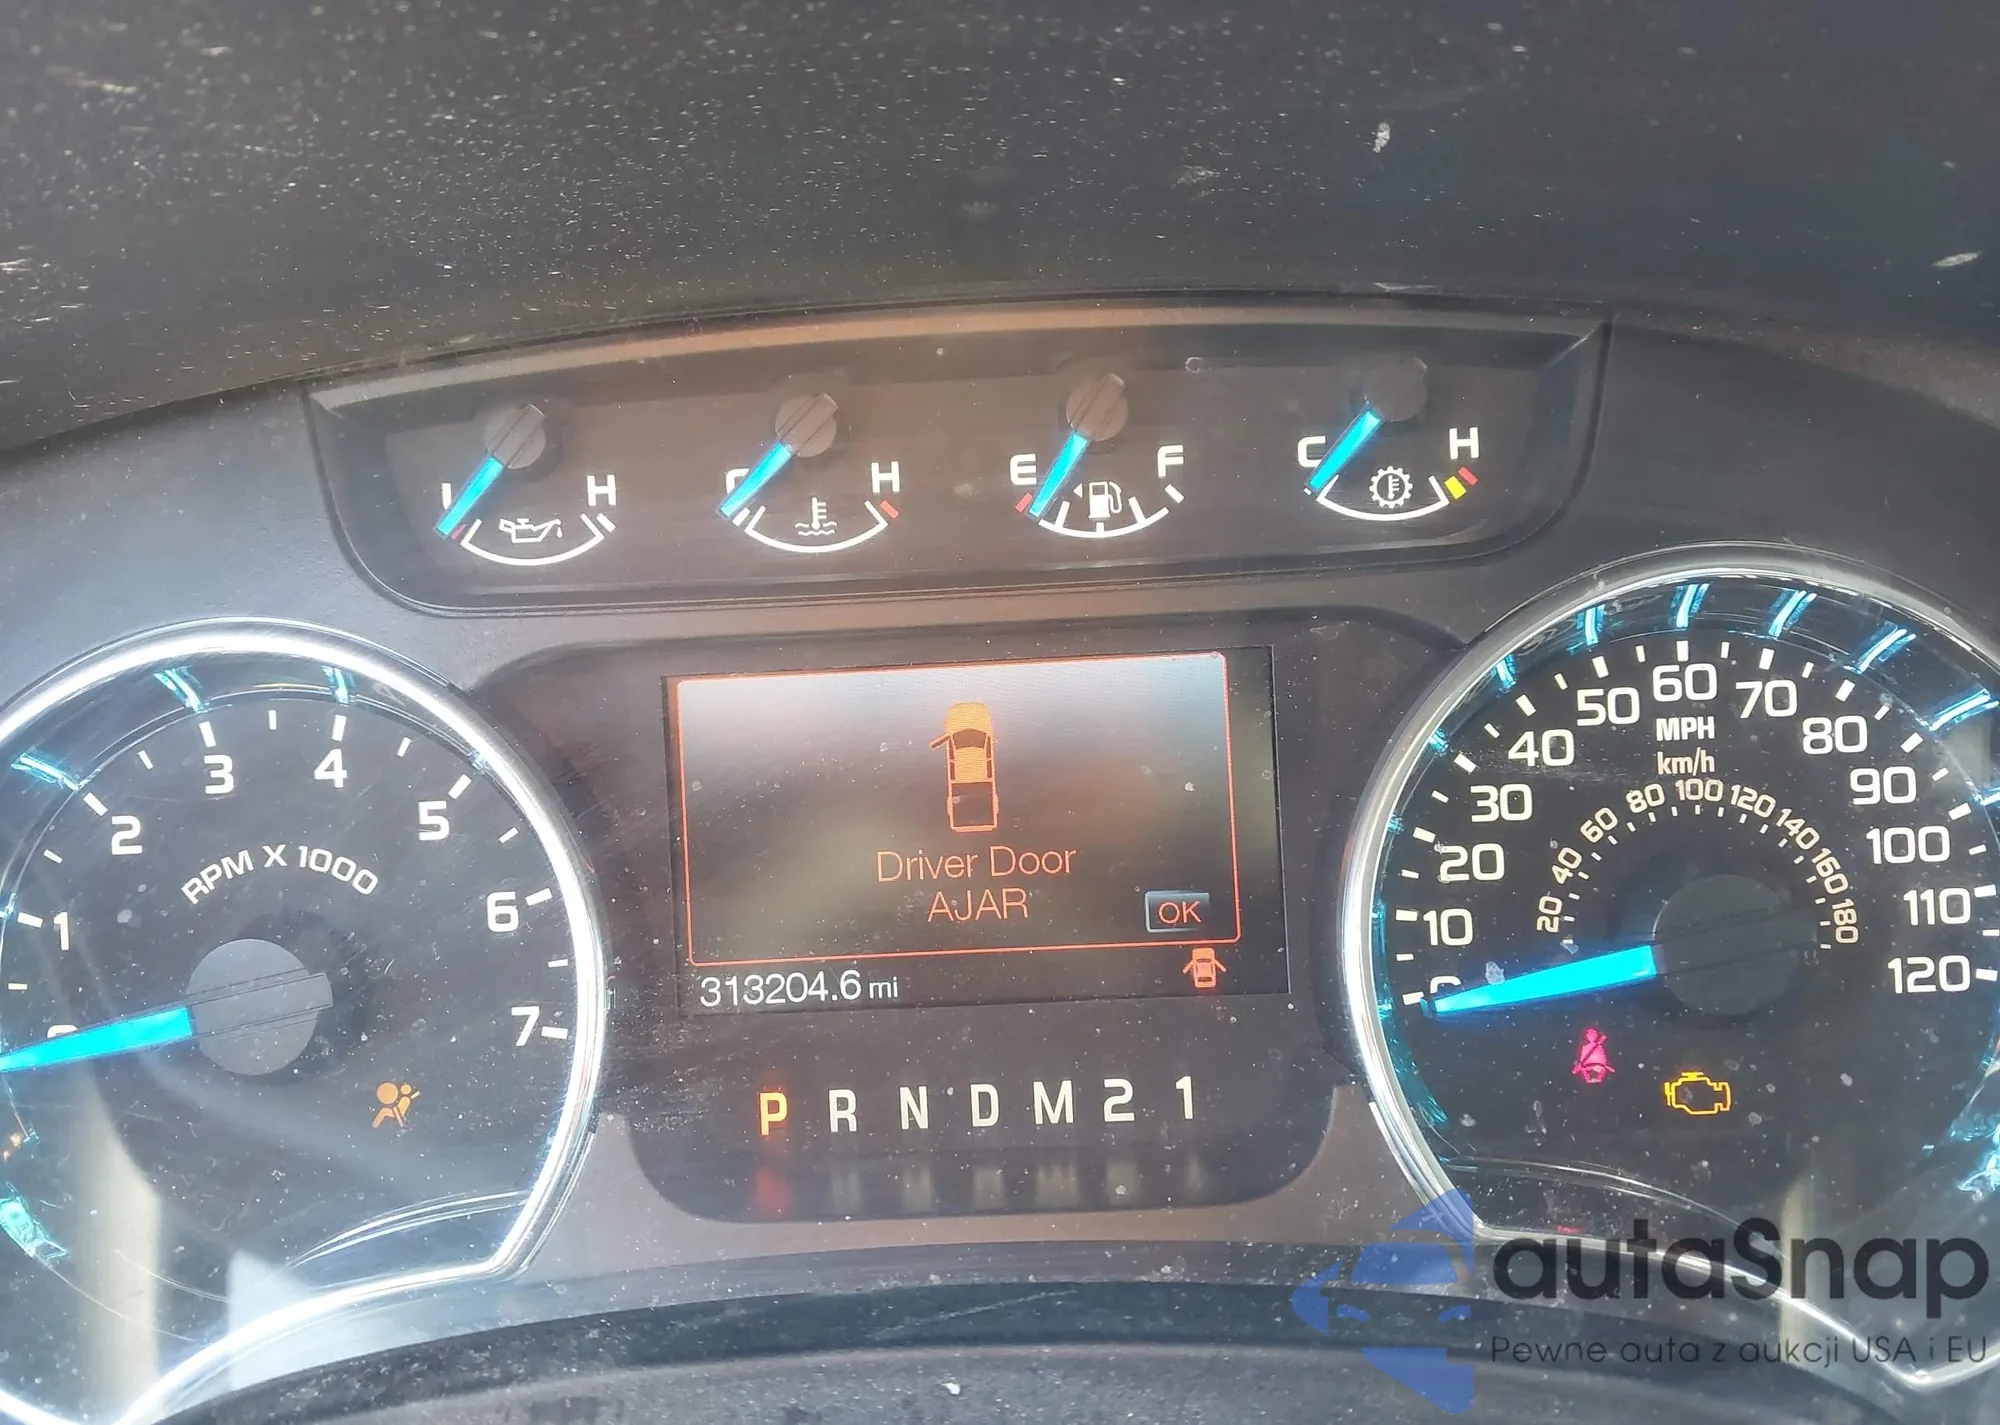 H
C
H
E
F
C
H
1
2
3
4
5
6
7
RPM X 1000
Driver Door
AJAR
OK
313204.6 mi
P R N D M 2 1
10
20
30
40
50
60
70
80
90
100
110
120
MPH
km/h
20
40
60
80
100
120
140
160
180
autaSnap
Pewne auta z aukcji USA i EU